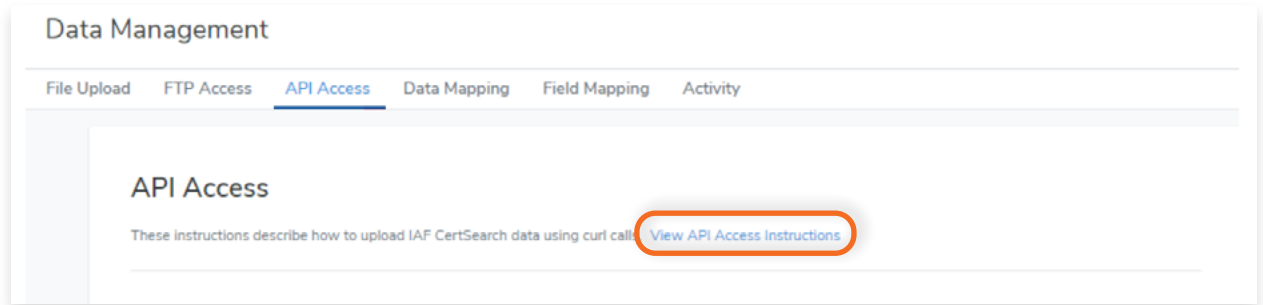 Data Management
File Upload FTP Access API Access Data Mapping Field Mapping Activity
API Access
These instructions describe how to upload IAF CertSearch data using curl calls View API Access Instructions